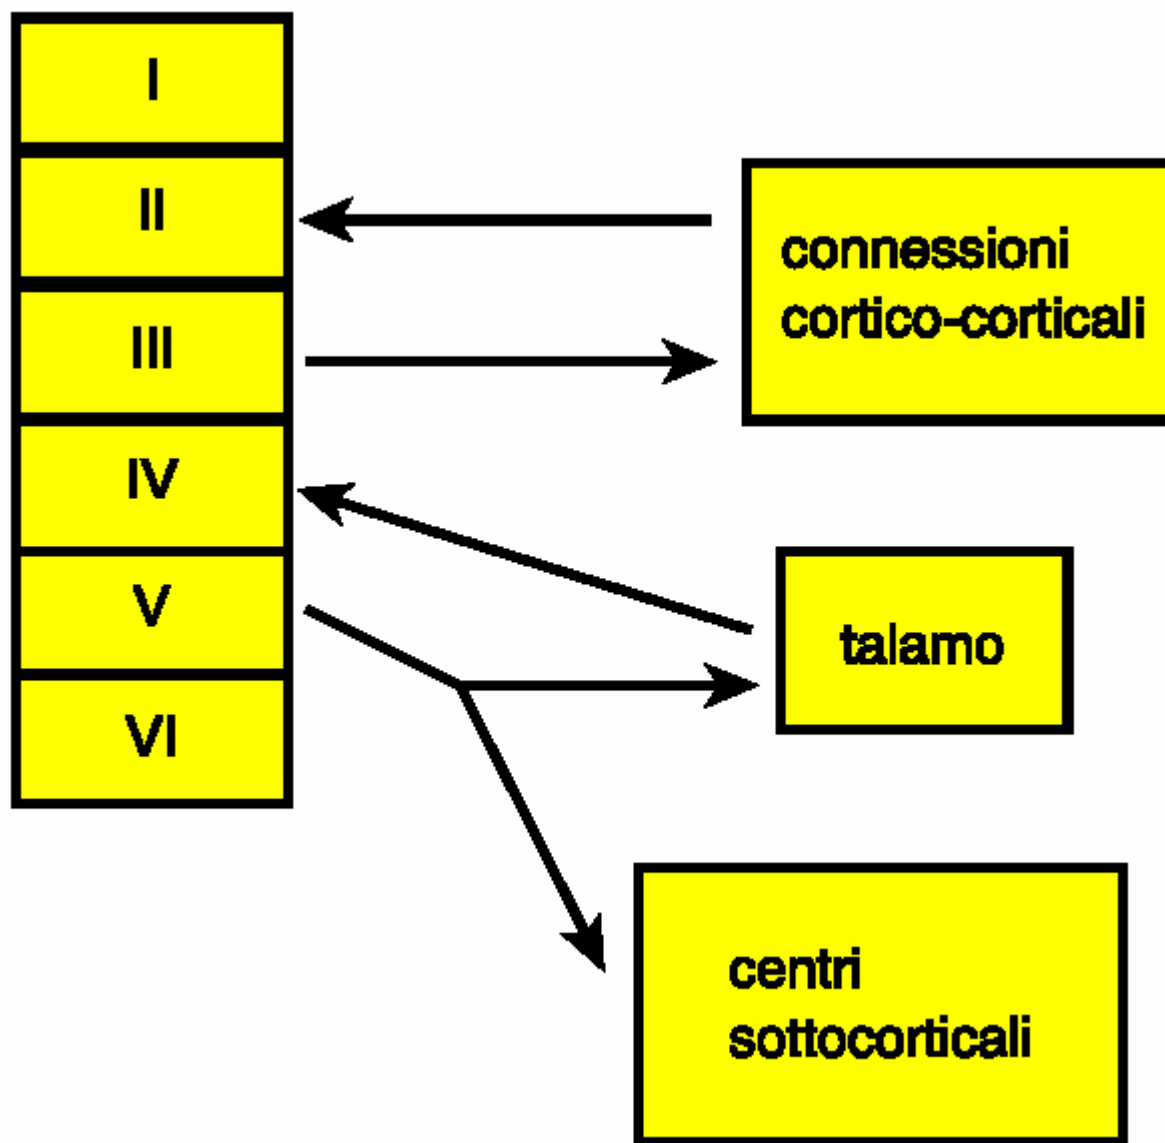 I
II
III
IV
V
VI
connessioni
cortico-corticali
talamo
centri
sottocorticali